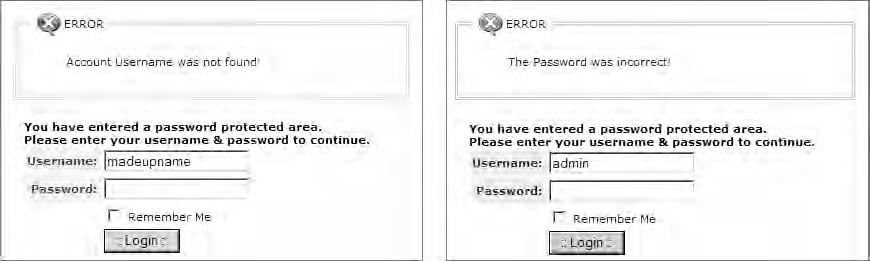 ERROR
Account Username was not found!
You have entered a password protected area.
Please enter your username & password to continue.
Username: madeupname
Password:
Remember Me
:: Login ::
ERROR
The Password was incorrect!
You have entered a password protected area.
Please enter your username & password to continue.
Username: admin
Password:
Remember Me
:: Login ::